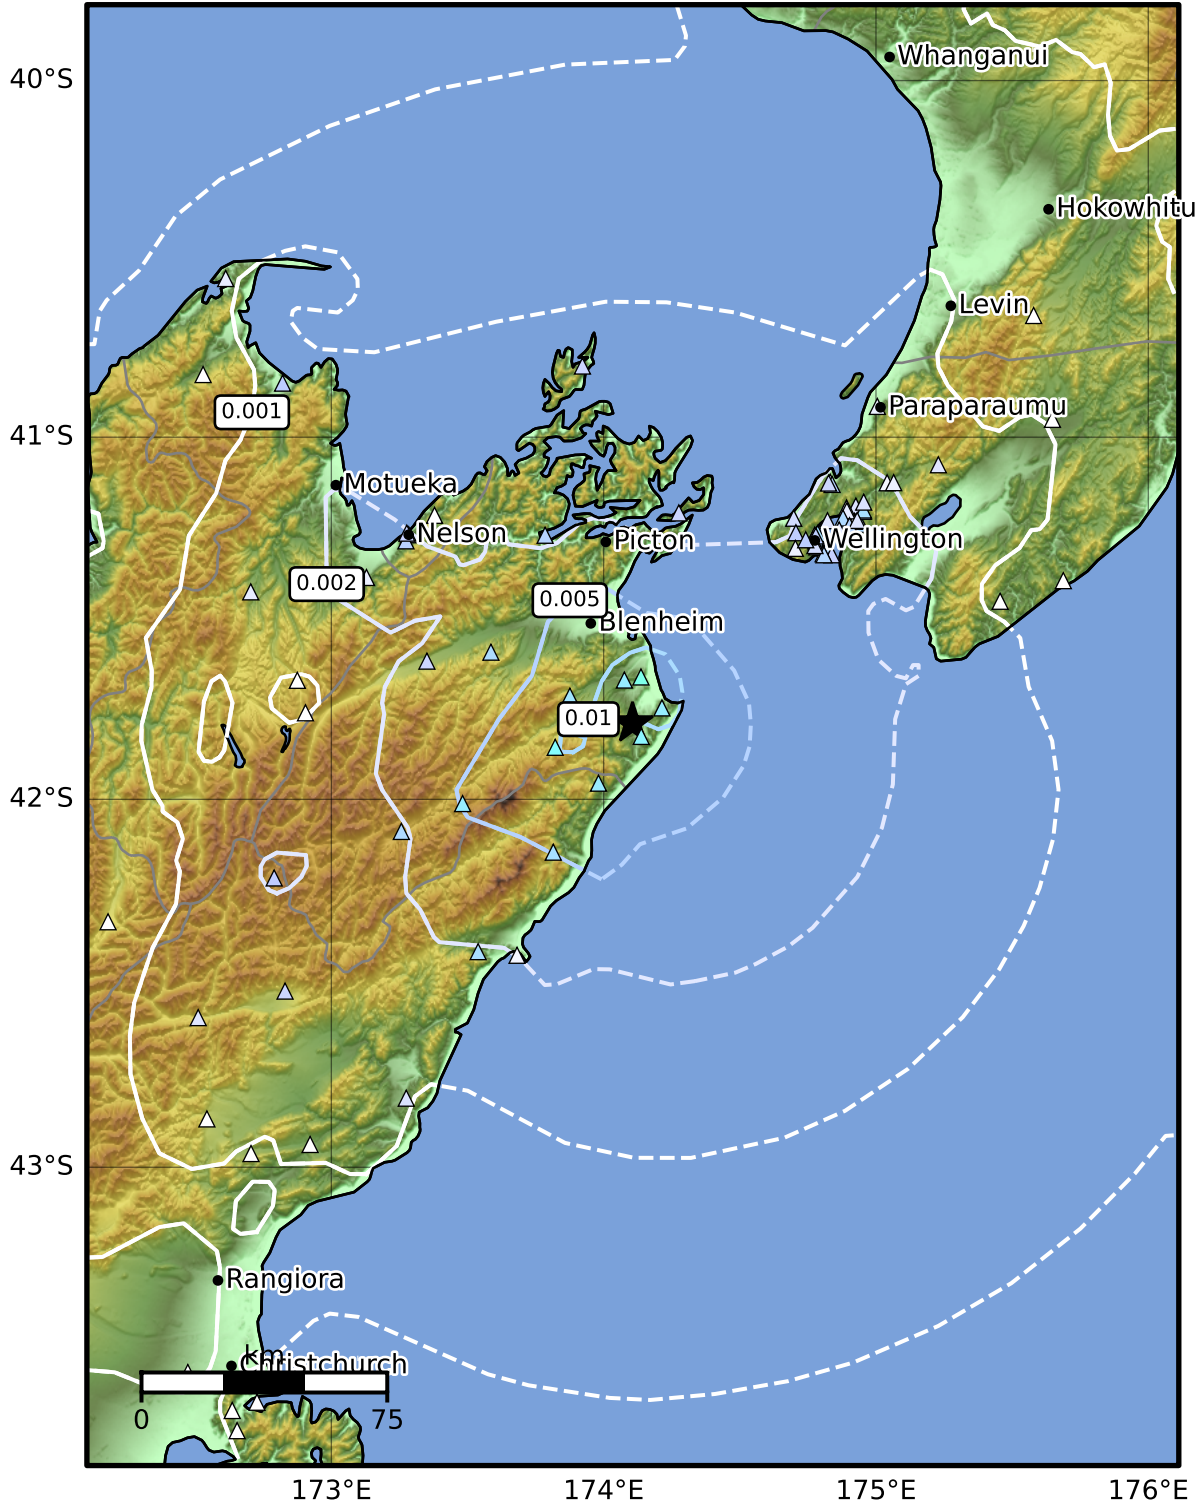 Whanganui
40°S
Hokowhitu
Levin
0.001
Paraparaumu
41°S
Motueka
Nelson
Picton
Wellington
0.002
0.005
Blenheim
0.01
42°S
43°S
Rangiora
km
Christchurch
0 75
173°E 174°E 175°E 176°E